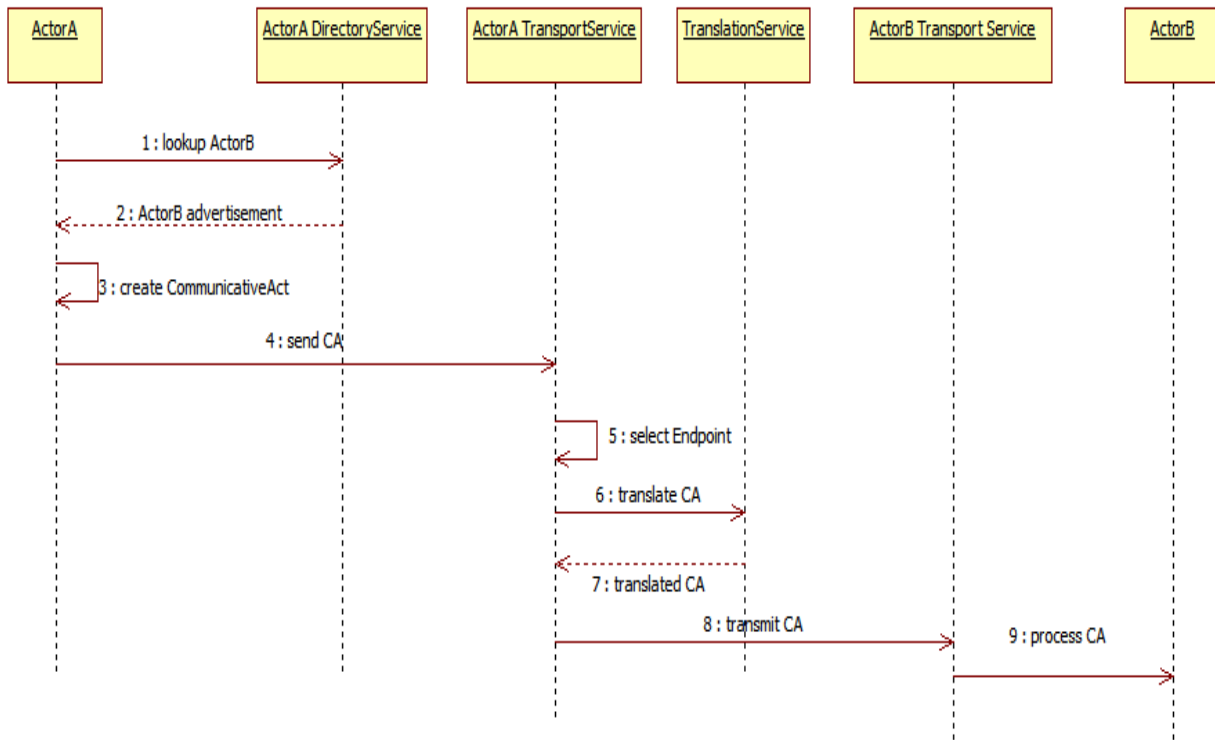 ActorA
ActorA DirectoryService
ActorA TransportService
TranslationService
ActorB Transport Service
ActorB
1 : lookup ActorB
2 : ActorB advertisement
3 : create CommunicativeAct
4 : send CA
5 : select Endpoint
6 : translate CA
7 : translated CA
8 : transmit CA
9 : process CA